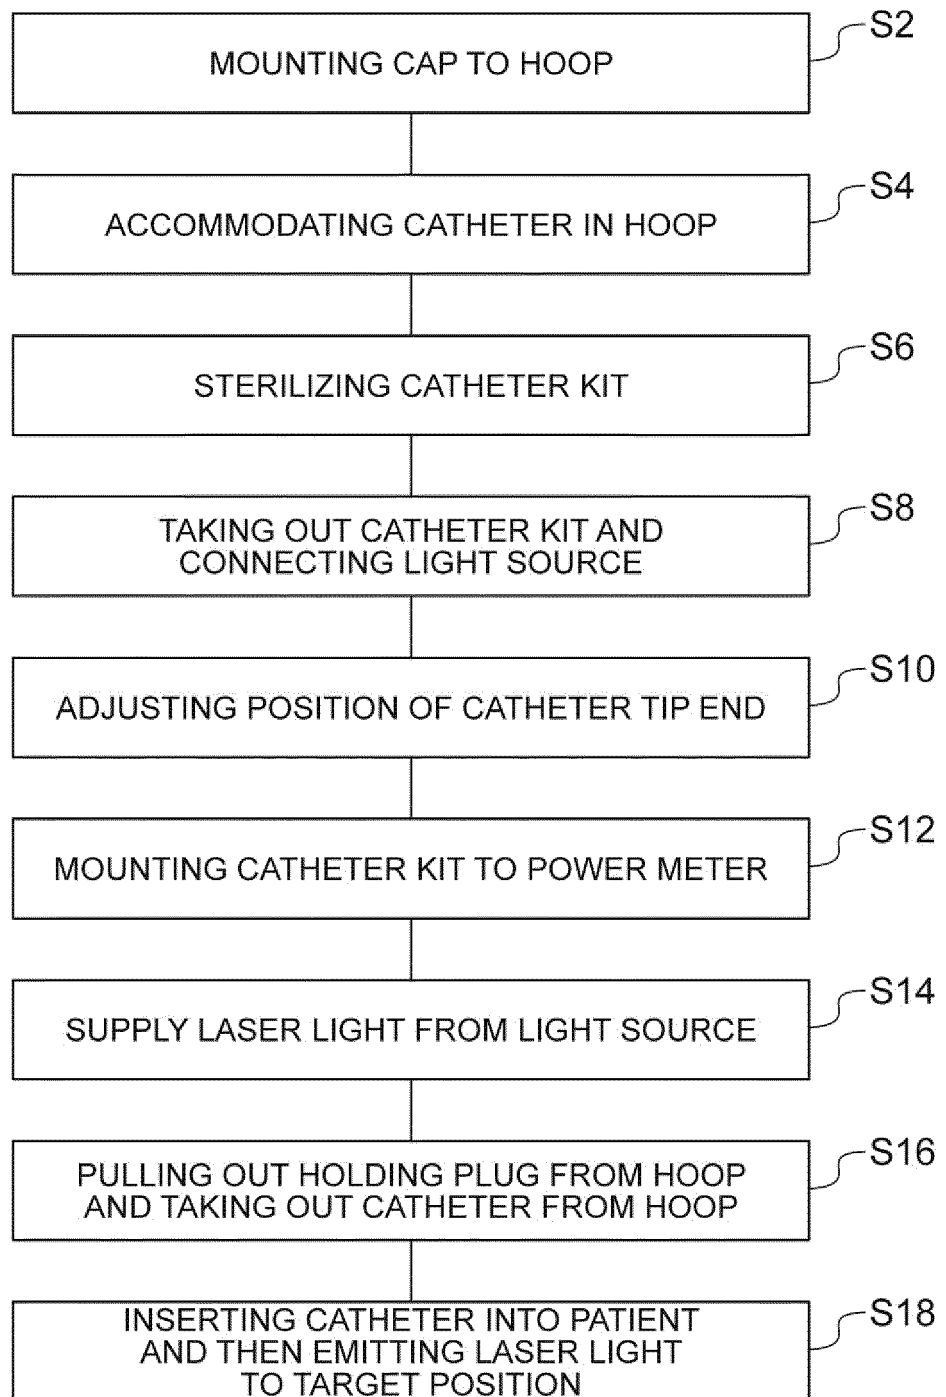 S2
MOUNTING CAP TO HOOP
S4
ACCOMMODATING CATHETER IN HOOP
S6
STERILIZING CATHETER KIT
S8
TAKING OUT CATHETER KIT AND
CONNECTING LIGHT SOURCE
S10
ADJUSTING POSITION OF CATHETER TIP END
S12
MOUNTING CATHETER KIT TO POWER METER
S14
SUPPLY LASER LIGHT FROM LIGHT SOURCE
S16
PULLING OUT HOLDING PLUG FROM HOOP
AND TAKING OUT CATHETER FROM HOOP
S18
INSERTING CATHETER INTO PATIENT
AND THEN EMITTING LASER LIGHT
TO TARGET POSITION